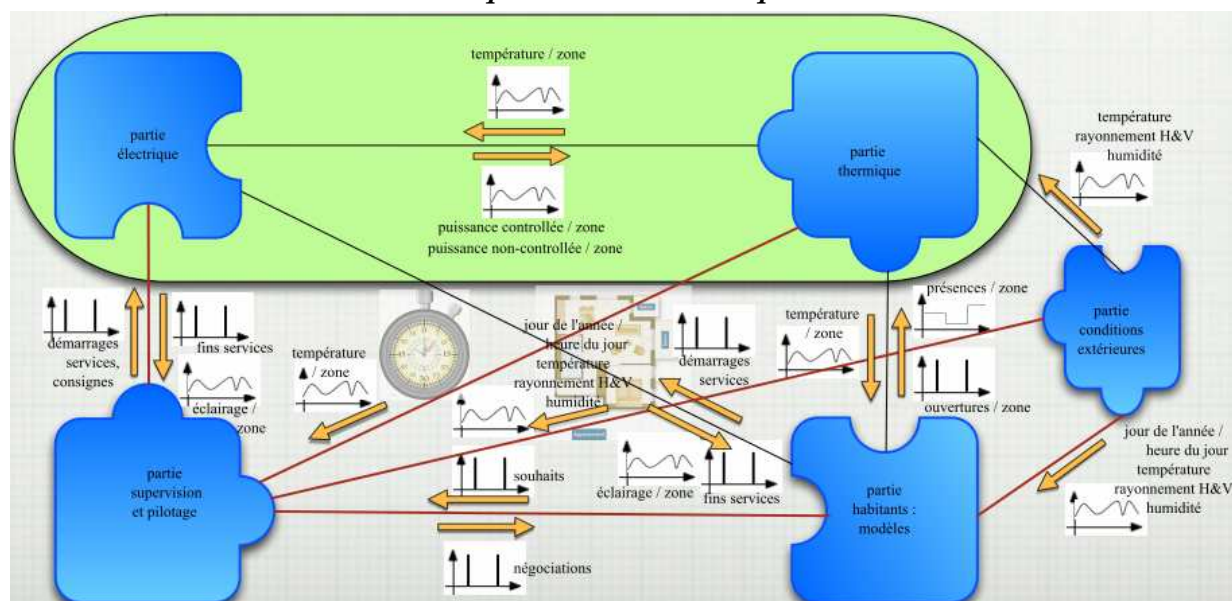 température / zone
partie
électrique
partie
thermique
température
rayonnement H&V
humidité
puissance controllée / zone
puissance non-controllée / zone
démarrages
services,
consignes
fins services
éclairage /
zone
température
/ zone
jour de l'année /
heure du jour
température
rayonnement H&V
humidité
démarrages
services
température
/ zone
présences / zone
ouvertures / zone
partie
conditions
extérieures
partie
supervision
et pilotage
souhaits
négociations
éclairage / zone
fins services
partie
habitants :
modèles
jour de l'année /
heure du jour
température
rayonnement H&V
humidité